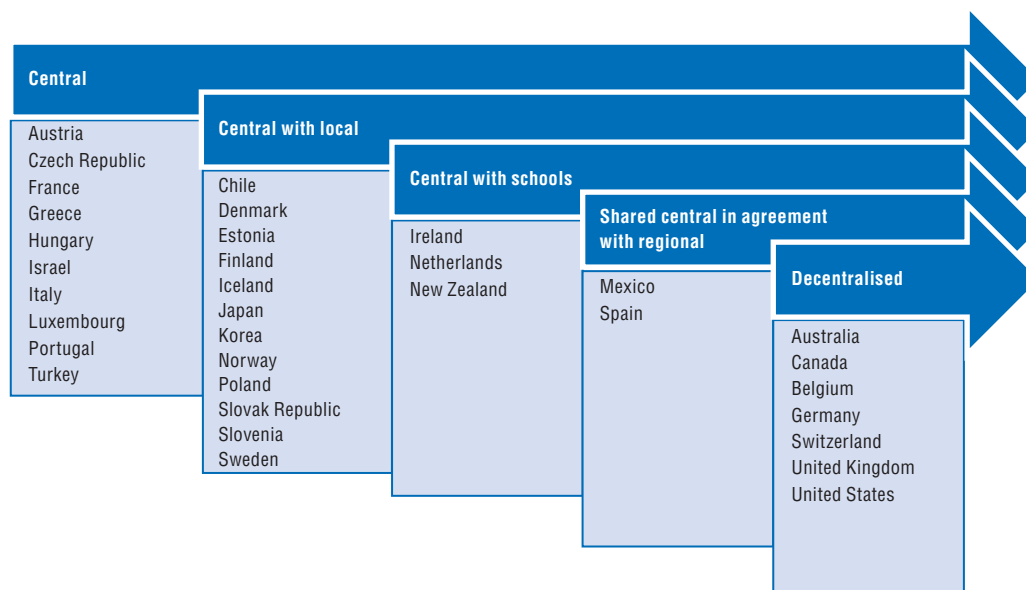 Central
Austria
Czech Republic
France
Greece
Hungary
Israel
Italy
Luxembourg
Portugal
Turkey
Central with local
Chile
Denmark
Estonia
Finland
Iceland
Japan
Korea
Norway
Poland
Slovak Republic
Slovenia
Sweden
Central with schools
Ireland
Netherlands
New Zealand
Shared central in agreement
with regional
Mexico
Spain
Decentralised
Australia
Canada
Belgium
Germany
Switzerland
United Kingdom
United States